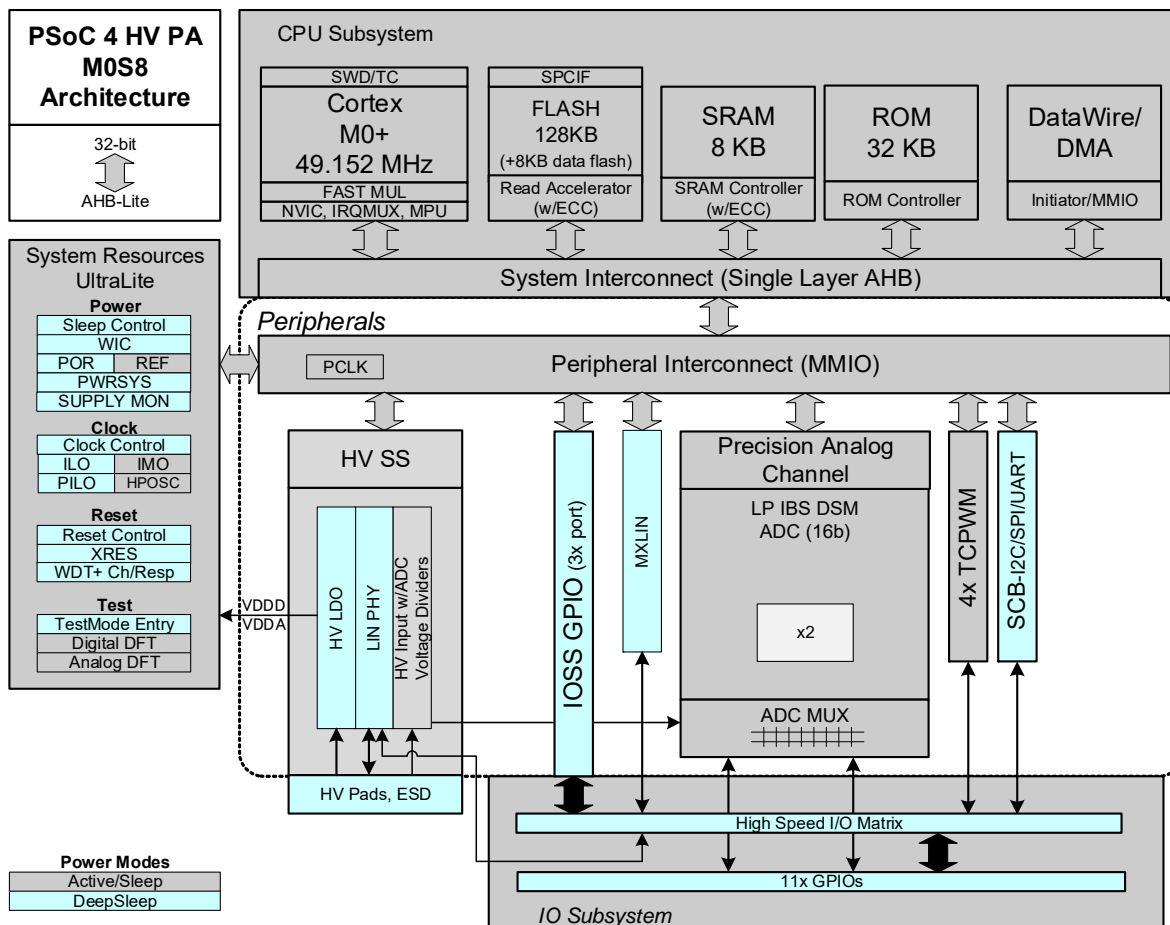 PSoC 4 HV PA
M0S8
Architecture
32-bit
AHB-Lite
CPU Subsystem
SWD/TC
Cortex
M0+
49.152 MHz
FAST MUL
NVIC, IRQMUX, MPU
SPCIF
FLASH
128KB
(+8KB data flash)
Read Accelerator
(w/ECC)
SRAM
8 KB
SRAM Controller
(w/ECC)
ROM
32 KB
ROM Controller
DataWire/
DMA
Initiator/MMIO
System Interconnect (Single Layer AHB)
System Resources
UltraLite
Power
Sleep Control
WIC
POR REF
PWRSYS
SUPPLY MON
Clock
Clock Control
ILO IMO
PILO HPOSC
Reset
Reset Control
XRES
WDT+ Ch/Resp
Test
TestMode Entry
Digital DFT
Analog DFT
Peripherals
PCLK
Peripheral Interconnect (MMIO)
HV SS
VDDD
VDDA
HV LDO
LIN PHY
HV Input w/ADC
Voltage Dividers
HV Pads, ESD
IOSS GPIO (3x port)
MXLIN
Precision Analog
Channel
LP IBS DSM
ADC (16b)
x2
ADC MUX
4x TCPWM
SCB-I2C/SPI/UART
High Speed I/O Matrix
11x GPIOs
IO Subsystem
Power Modes
Active/Sleep
DeepSleep